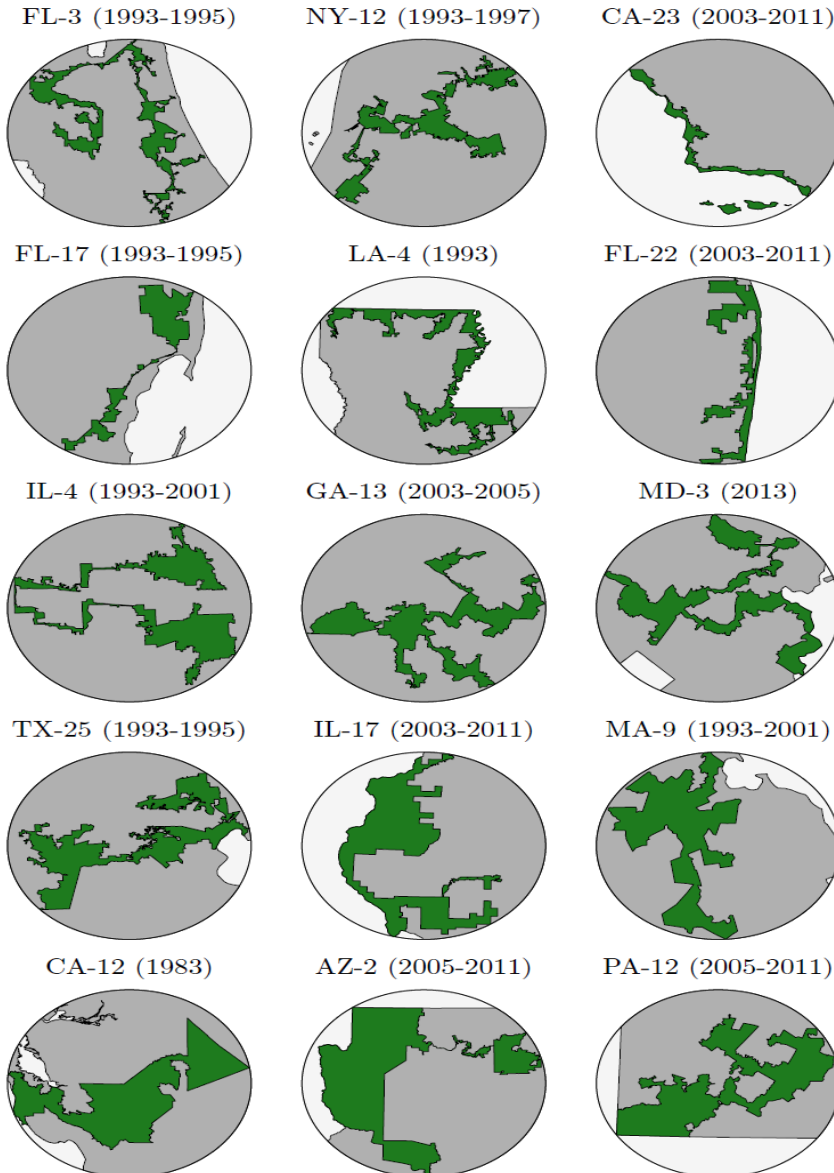 FL-3 (1993-1995) NY-12 (1993-1997) CA-23 (2003-2011)
FL-17 (1993-1995) LA-4 (1993) FL-22 (2003-2011)
IL-4 (1993-2001) GA-13 (2003-2005) MD-3 (2013)
TX-25 (1993-1995) IL-17 (2003-2011) MA-9 (1993-2001)
CA-12 (1983) AZ-2 (2005-2011) PA-12 (2005-2011)